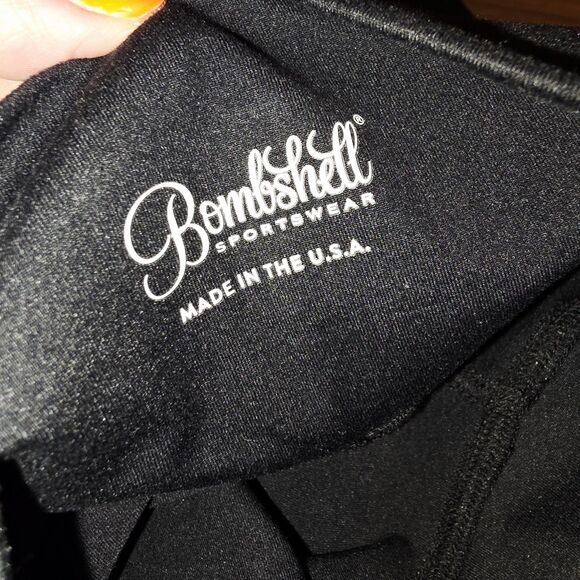 Bombshell®
SPORTSWEAR
MADE IN THE U.S.A.